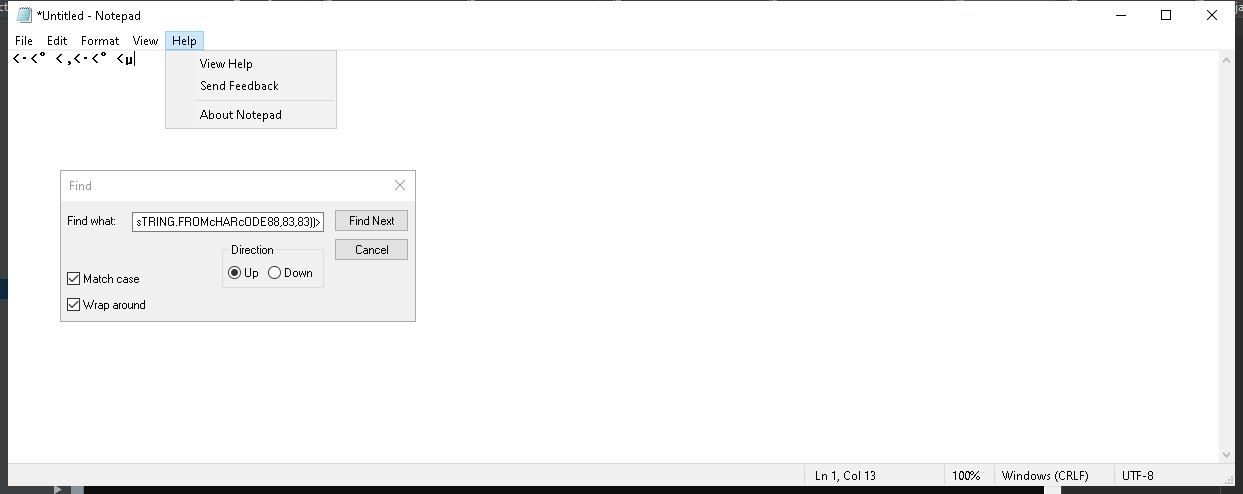 *Untitled - Notepad
File Edit Format View Help
<-<° <,<-<° <µ
View Help
Send Feedback
About Notepad
Find
Find what: sTRING.FROMcHARcODE88,83,83))> Find Next
Direction Cancel
Up Down
Match case
Wrap around
Ln 1, Col 13 100% Windows (CRLF) UTF-8